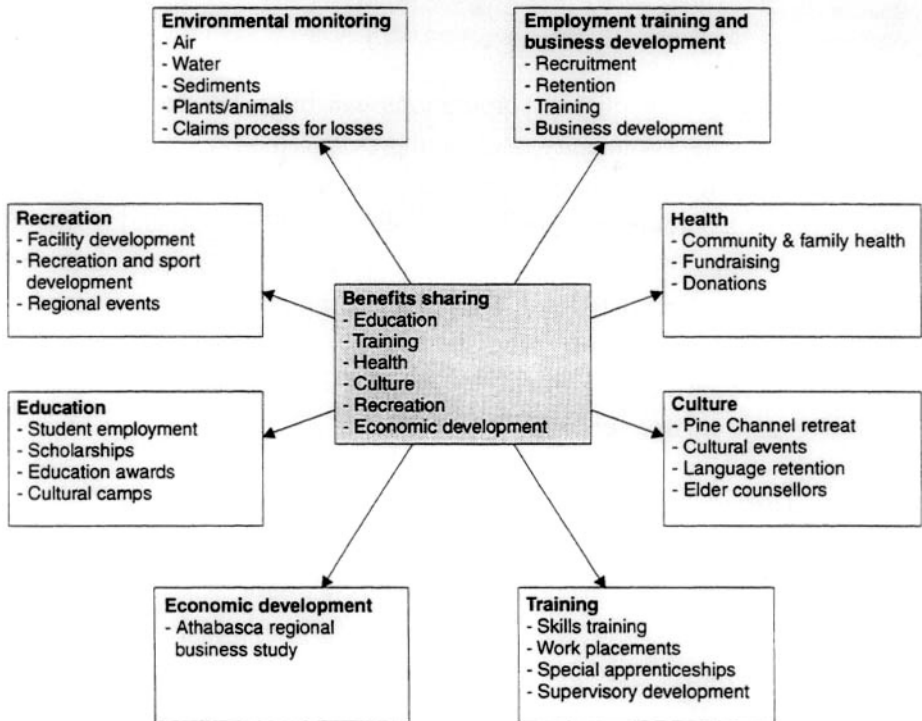 Environmental monitoring
- Air
- Water
- Sediments
- Plants/animals
- Claims process for losses
Employment training and
business development
- Recruitment
- Retention
- Training
- Business development
Recreation
- Facility development
- Recreation and sport
development
- Regional events
Health
- Community & family health
- Fundraising
- Donations
Benefits sharing
- Education
- Training
- Health
- Culture
- Recreation
- Economic development
Education
- Student employment
- Scholarships
- Education awards
- Cultural camps
Culture
- Pine Channel retreat
- Cultural events
- Language retention
- Elder counsellors
Economic development
- Athabasca regional
business study
Training
- Skills training
- Work placements
- Special apprenticeships
- Supervisory development